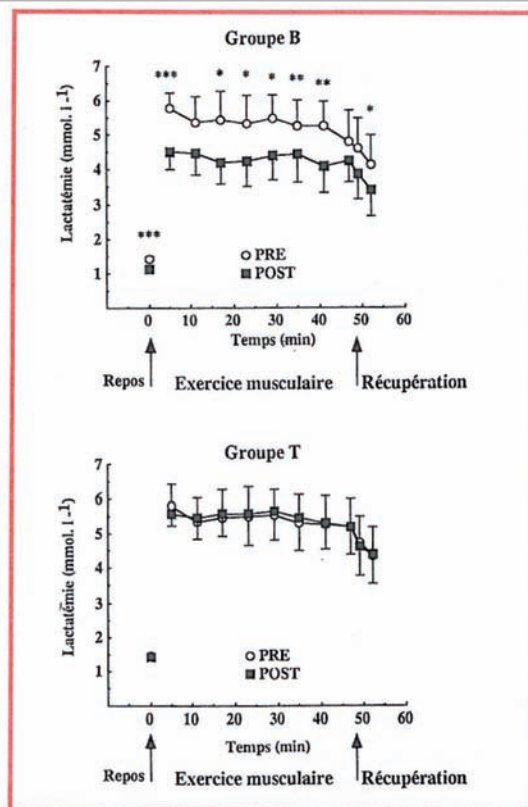 Groupe B
*** * * * ** ** *
7
6
5
4
3
2
1
Lactatémie (mmol. l -1)
***
PRE
POST
0 10 20 30 40 50 60
Temps (min)
Repos Exercice musculaire Récupération
Groupe T
7
6
5
4
3
2
1
Lactatémie (mmol. l -1)
PRE
POST
0 10 20 30 40 50 60
Temps (min)
Repos Exercice musculaire Récupération